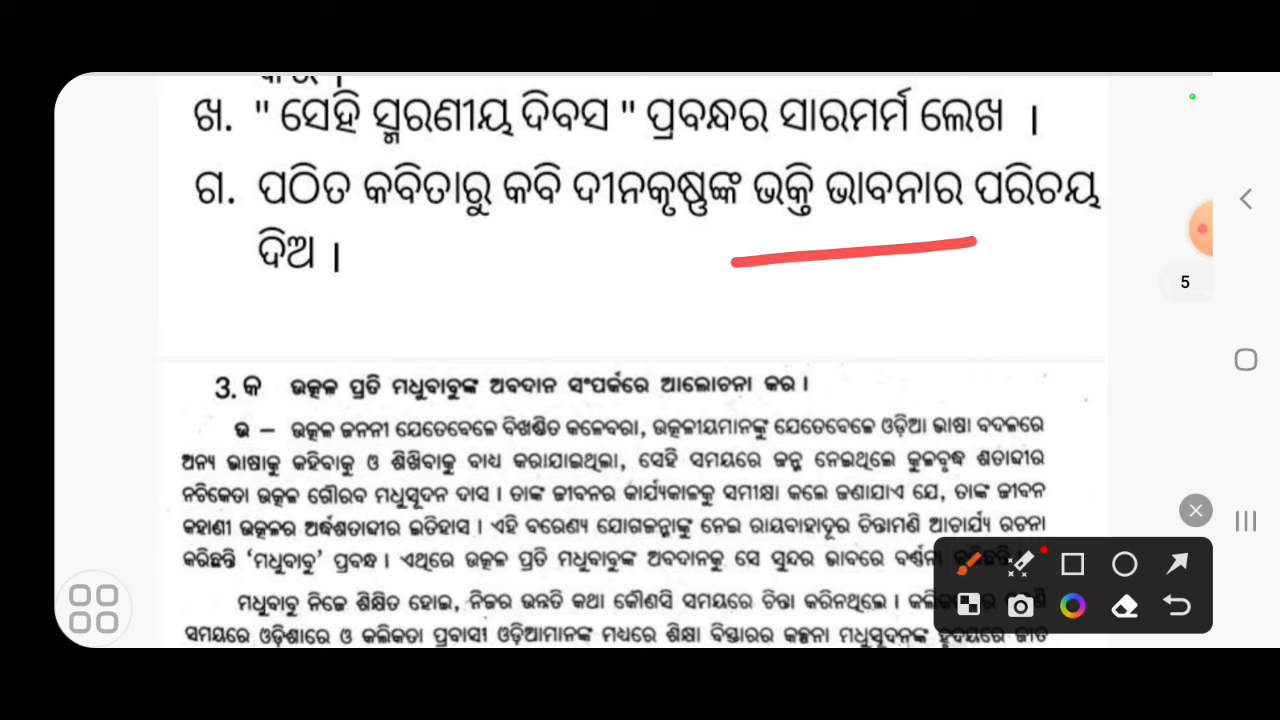 ଖ. " ସେହି ସ୍ମରଣୀୟ ଦିବସ " ପ୍ରବନ୍ଧର ସାରମର୍ମ ଲେଖ ।
ଗ. ପଠିତ କବିତାରୁ କବି ଦୀନକୃଷ୍ଣଙ୍କ ଭକ୍ତି ଭାବନାର ପରିଚୟ
ଦିଅ ।
5
3. କ ଉତ୍କଳ ପ୍ରତି ମଧୁବାବୁଙ୍କ ଅବଦାନ ସଂପର୍କରେ ଆଲୋଚନା କର ।
ଉ – ଉତ୍କଳ ଜନନୀ ଯେତେବେଳେ ବିଖଣ୍ଡିତ କଳେବରା, ଉତ୍କଳୀୟମାନଙ୍କୁ ଯେତେବେଳେ ଓଡ଼ିଆ ଭାଷା ବଦଳରେ
ଅନ୍ୟ ଭାଷାକୁ କହିବାକୁ ଓ ଶିଖିବାକୁ ବାଧ୍ୟ କରାଯାଇଥିଲା, ସେହି ସମୟରେ ଜନ୍ମ ନେଇଥିଲେ କୁଳବୃଦ୍ଧ ଶତାବ୍ଦୀର
ନଚିକେତା ଉତ୍କଳ ଗୌରବ ମଧୁସୂଦନ ଦାସ । ତାଙ୍କ ଜୀବନର କାର୍ଯ୍ୟକାଳକୁ ସମୀକ୍ଷା କଲେ ଜଣାଯାଏ ଯେ, ତାଙ୍କ ଜୀବନ
କାହାଣୀ ଉତ୍କଳର ଅର୍ଦ୍ଧଶତାବ୍ଦୀର ଇତିହାସ । ଏହି ବରେଣ୍ୟ ଯୋଗଜନ୍ମାଙ୍କୁ ନେଇ ରାୟବାହାଦୂର ଚିନ୍ତାମଣି ଆଚାର୍ଯ୍ୟ ରଚନା
କରିଛନ୍ତି ‘ମଧୁବାବୁ’ ପ୍ରବନ୍ଧ । ଏଥିରେ ଉତ୍କଳ ପ୍ରତି ମଧୁବାବୁଙ୍କ ଅବଦାନକୁ ସେ ସୁନ୍ଦର ଭାବରେ ବର୍ଣ୍ଣନା
ମଧୁବାବୁ ନିଜେ ଶିକ୍ଷିତ ହୋଇ, ନିଜର ଉନ୍ନତି କଥା କୌଣସି ସମୟରେ ଚିନ୍ତା କରିନଥିଲେ ।
ସମୟରେ ଓଡ଼ିଶାରେ ଓ କଲିକତା ପ୍ରବାସୀ ଓଡ଼ିଆମାନଙ୍କ ମଧ୍ୟରେ ଶିକ୍ଷା ବିସ୍ତାରର କଳ୍ପନା ମଧୁସୂଦନଙ୍କ ହୃଦୟରେ ଜାତ